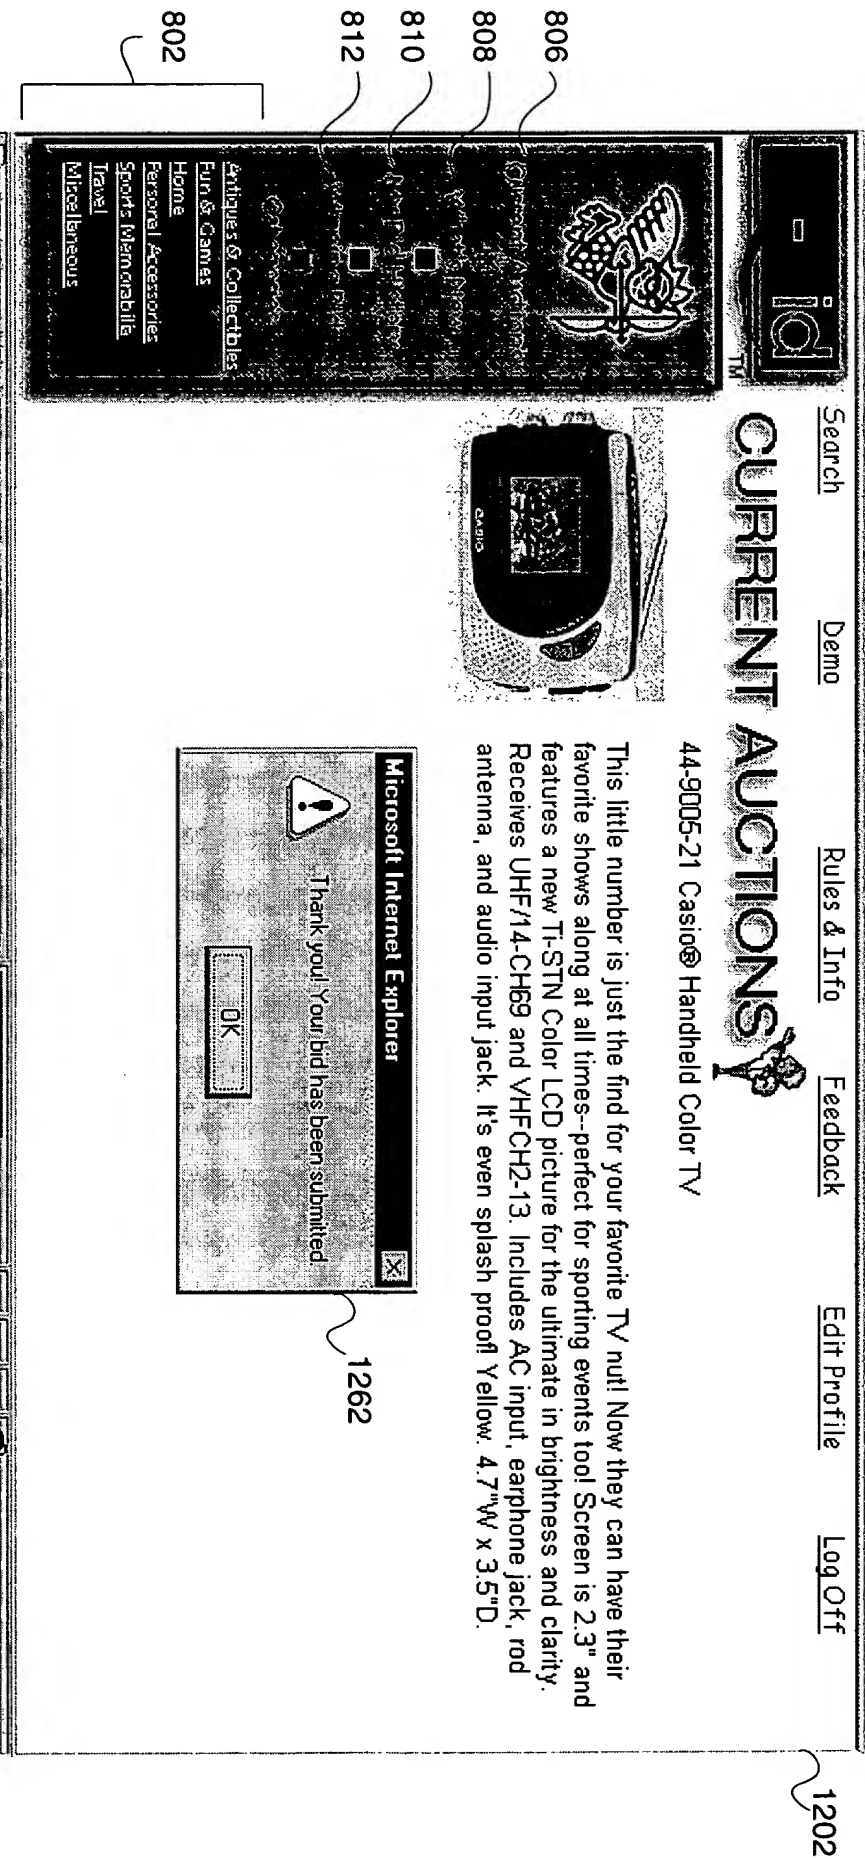 Search Demo Rules & Info Feedback Edit Profile Log Off
- id
TM
CURRENT AUCTIONS
44-9005-21 Casio® Handheld Color TV
This little number is just the find for your favorite TV nut! Now they can have their
favorite shows along at all times--perfect for sporting events too! Screen is 2.3" and
features a new Ti-STN Color LCD picture for the ultimate in brightness and clarity.
Receives UHF/14-CH69 and VHFCH2-13. Includes AC input, earphone jack, rod
antenna, and audio input jack. It's even splash proof! Yellow. 4.7"W x 3.5"D.
CASIO
Microsoft Internet Explorer
Thank you! Your bid has been submitted.
OK
Antiques & Collectibles
Fun & Games
Home
Personal Accessories
Sports Memorabilia
Travel
Miscellaneous
806
808
810
812
802
1202
1262